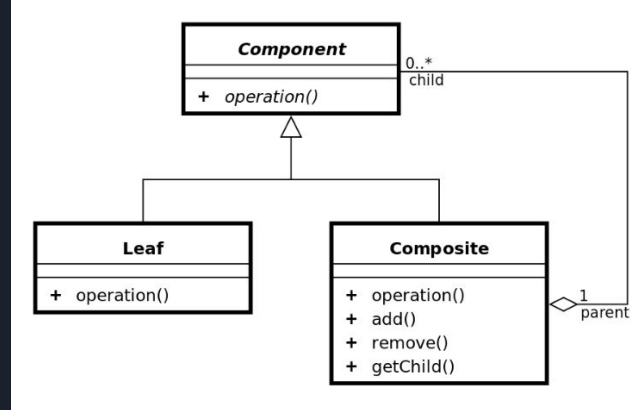 Component
+ operation()
0..*
child
Leaf
+ operation()
Composite
+ operation()
+ add()
+ remove()
+ getChild()
1
parent